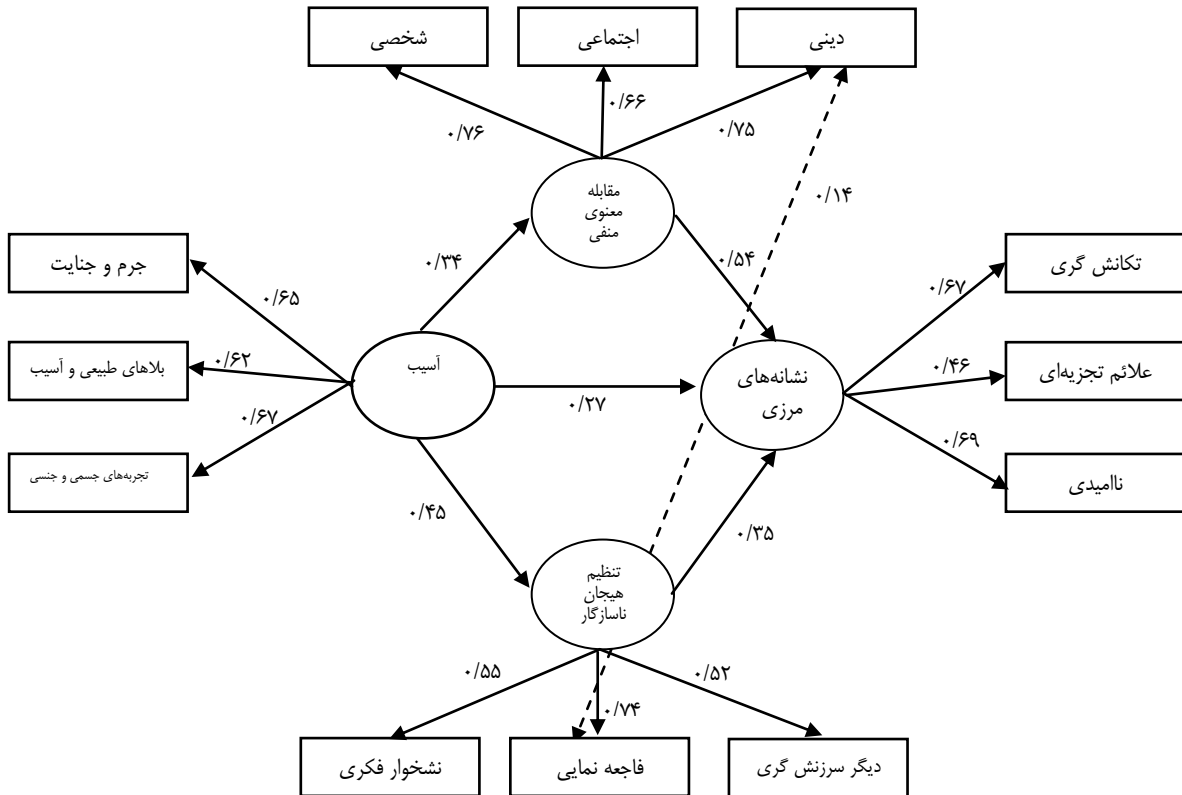 دینی
اجتماعی
شخصی
۰/۷۶
۰/۶۶
۰/۷۵
۰/۱۴
مقابله
معنوی
منفی
۰/۳۴
۰/۵۴
جرم و جنایت
بلاهای طبیعی و آسیب
تجربه‌های جسمی و جنسی
۰/۶۵
۰/۶۲
۰/۶۷
آسیب
۰/۲۷
نشانه‌های
مرزی
۰/۶۷
۰/۴۶
۰/۶۹
تکانش گری
علائم تجزیه‌ای
ناامیدی
۰/۴۵
۰/۳۵
تنظیم
هیجان
ناسازگار
۰/۵۵
۰/۷۴
۰/۵۲
دیگر سرزنش گری
فاجعه نمایی
نشخوار فکری